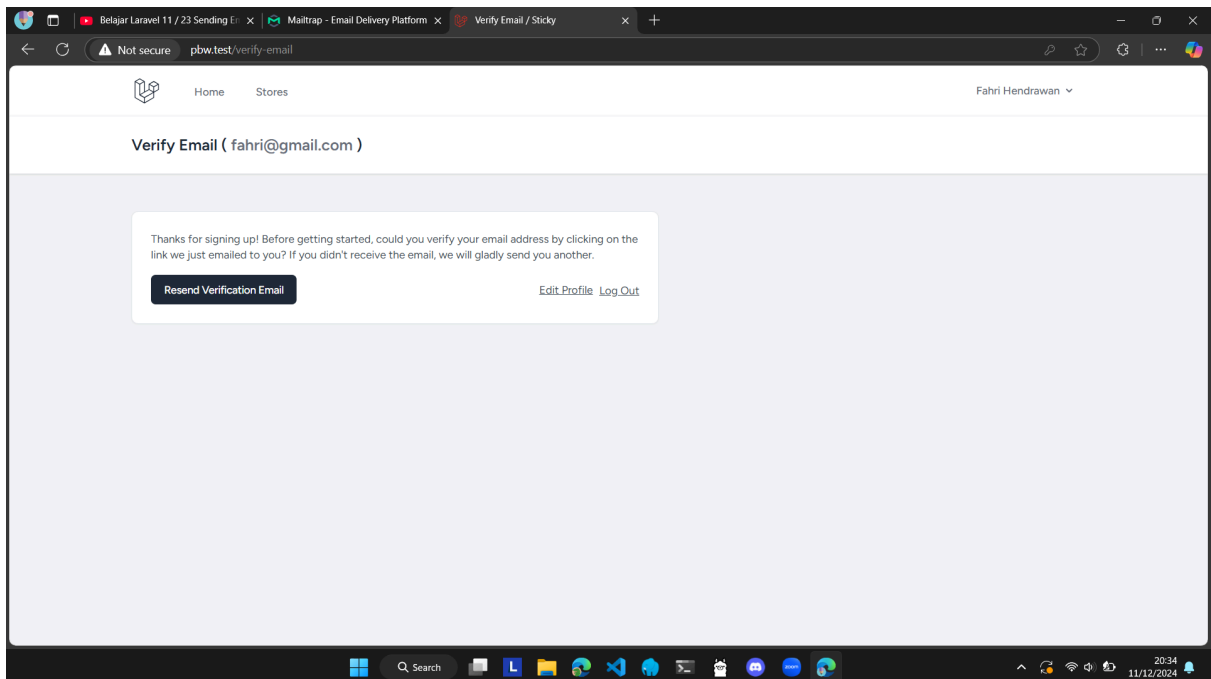 Belajar Laravel 11 / 23 Sending En
Mailtrap - Email Delivery Platform
Verify Email / Sticky
Not secure
pbw.test/verify-email
Home
Stores
Fahri Hendrawan
Verify Email ( fahri@gmail.com )
Thanks for signing up! Before getting started, could you verify your email address by clicking on the
link we just emailed to you? If you didn't receive the email, we will gladly send you another.
Resend Verification Email
Edit Profile
Log Out
Search
L
zoom
20:34
11/12/2024